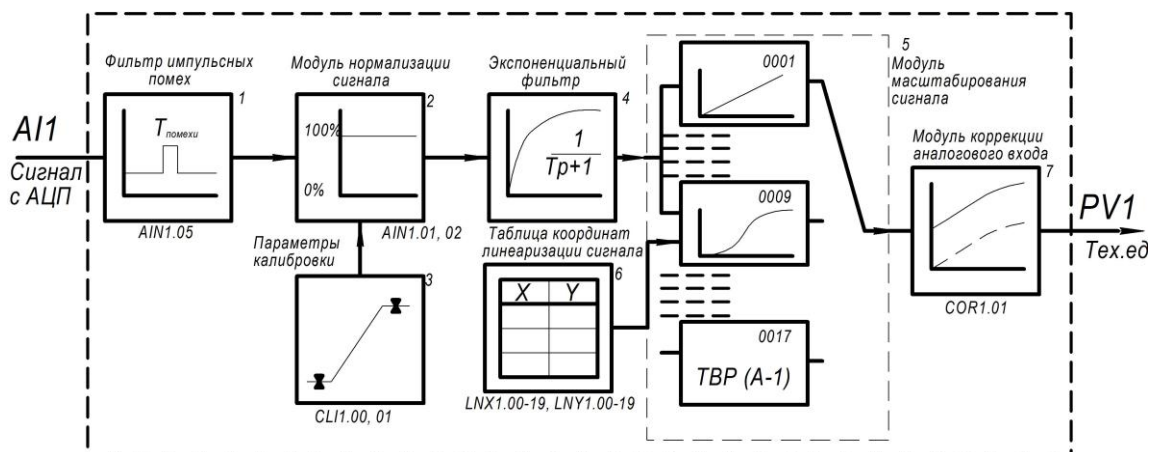 Фильтр импульсных
помех
1
Tпомехи
AIN1.05
AI1
Сигнал
с АЦП
Модуль нормализации
сигнала
2
100%
0%
AIN1.01, 02
Параметры
калибровки
3
CLI1.00, 01
Экспоненциальный
фильтр
4
1
Tp+1
Таблица координат
линеаризации сигнала
6
X Y
LNX1.00-19, LNY1.00-19
5
Модуль
масштабирования
сигнала
0001
0009
0017
ТВР (А-1)
Модуль коррекции
аналогового входа
7
COR1.01
PV1
Тех.ед